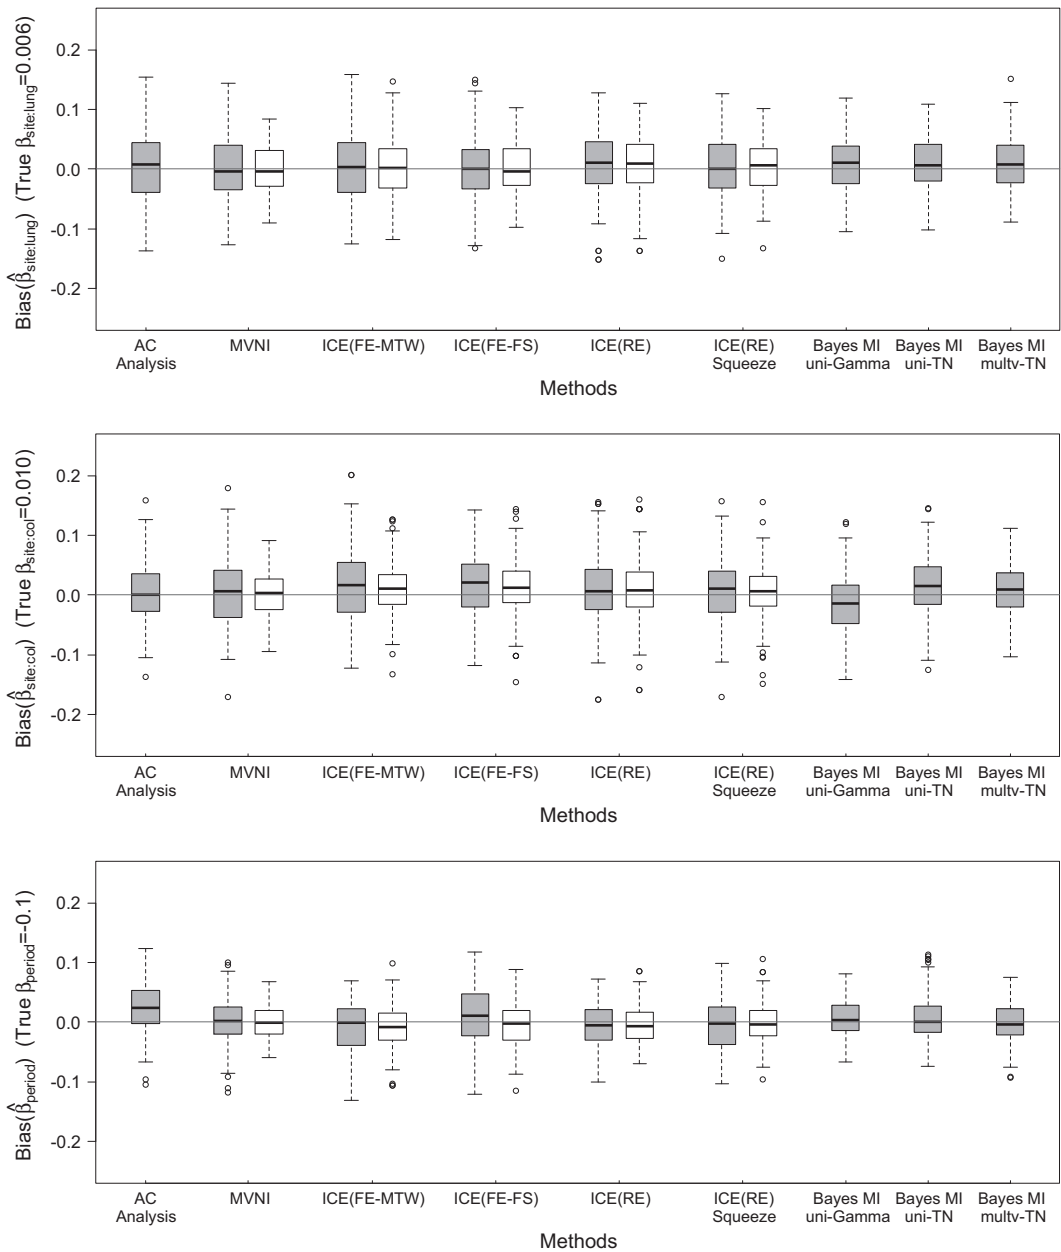 Bias(β̂site:lung) (True βsite:lung=0.006)
0.2
0.1
0.0
-0.1
-0.2
AC Analysis
MVNI
ICE(FE-MTW)
ICE(FE-FS)
ICE(RE)
ICE(RE) Squeeze
Bayes MI uni-Gamma
Bayes MI uni-TN
Bayes MI multv-TN
Methods
Bias(β̂site:col) (True βsite:col=0.010)
0.2
0.1
0.0
-0.1
-0.2
AC Analysis
MVNI
ICE(FE-MTW)
ICE(FE-FS)
ICE(RE)
ICE(RE) Squeeze
Bayes MI uni-Gamma
Bayes MI uni-TN
Bayes MI multv-TN
Methods
Bias(β̂period) (True βperiod=-0.1)
0.2
0.1
0.0
-0.1
-0.2
AC Analysis
MVNI
ICE(FE-MTW)
ICE(FE-FS)
ICE(RE)
ICE(RE) Squeeze
Bayes MI uni-Gamma
Bayes MI uni-TN
Bayes MI multv-TN
Methods